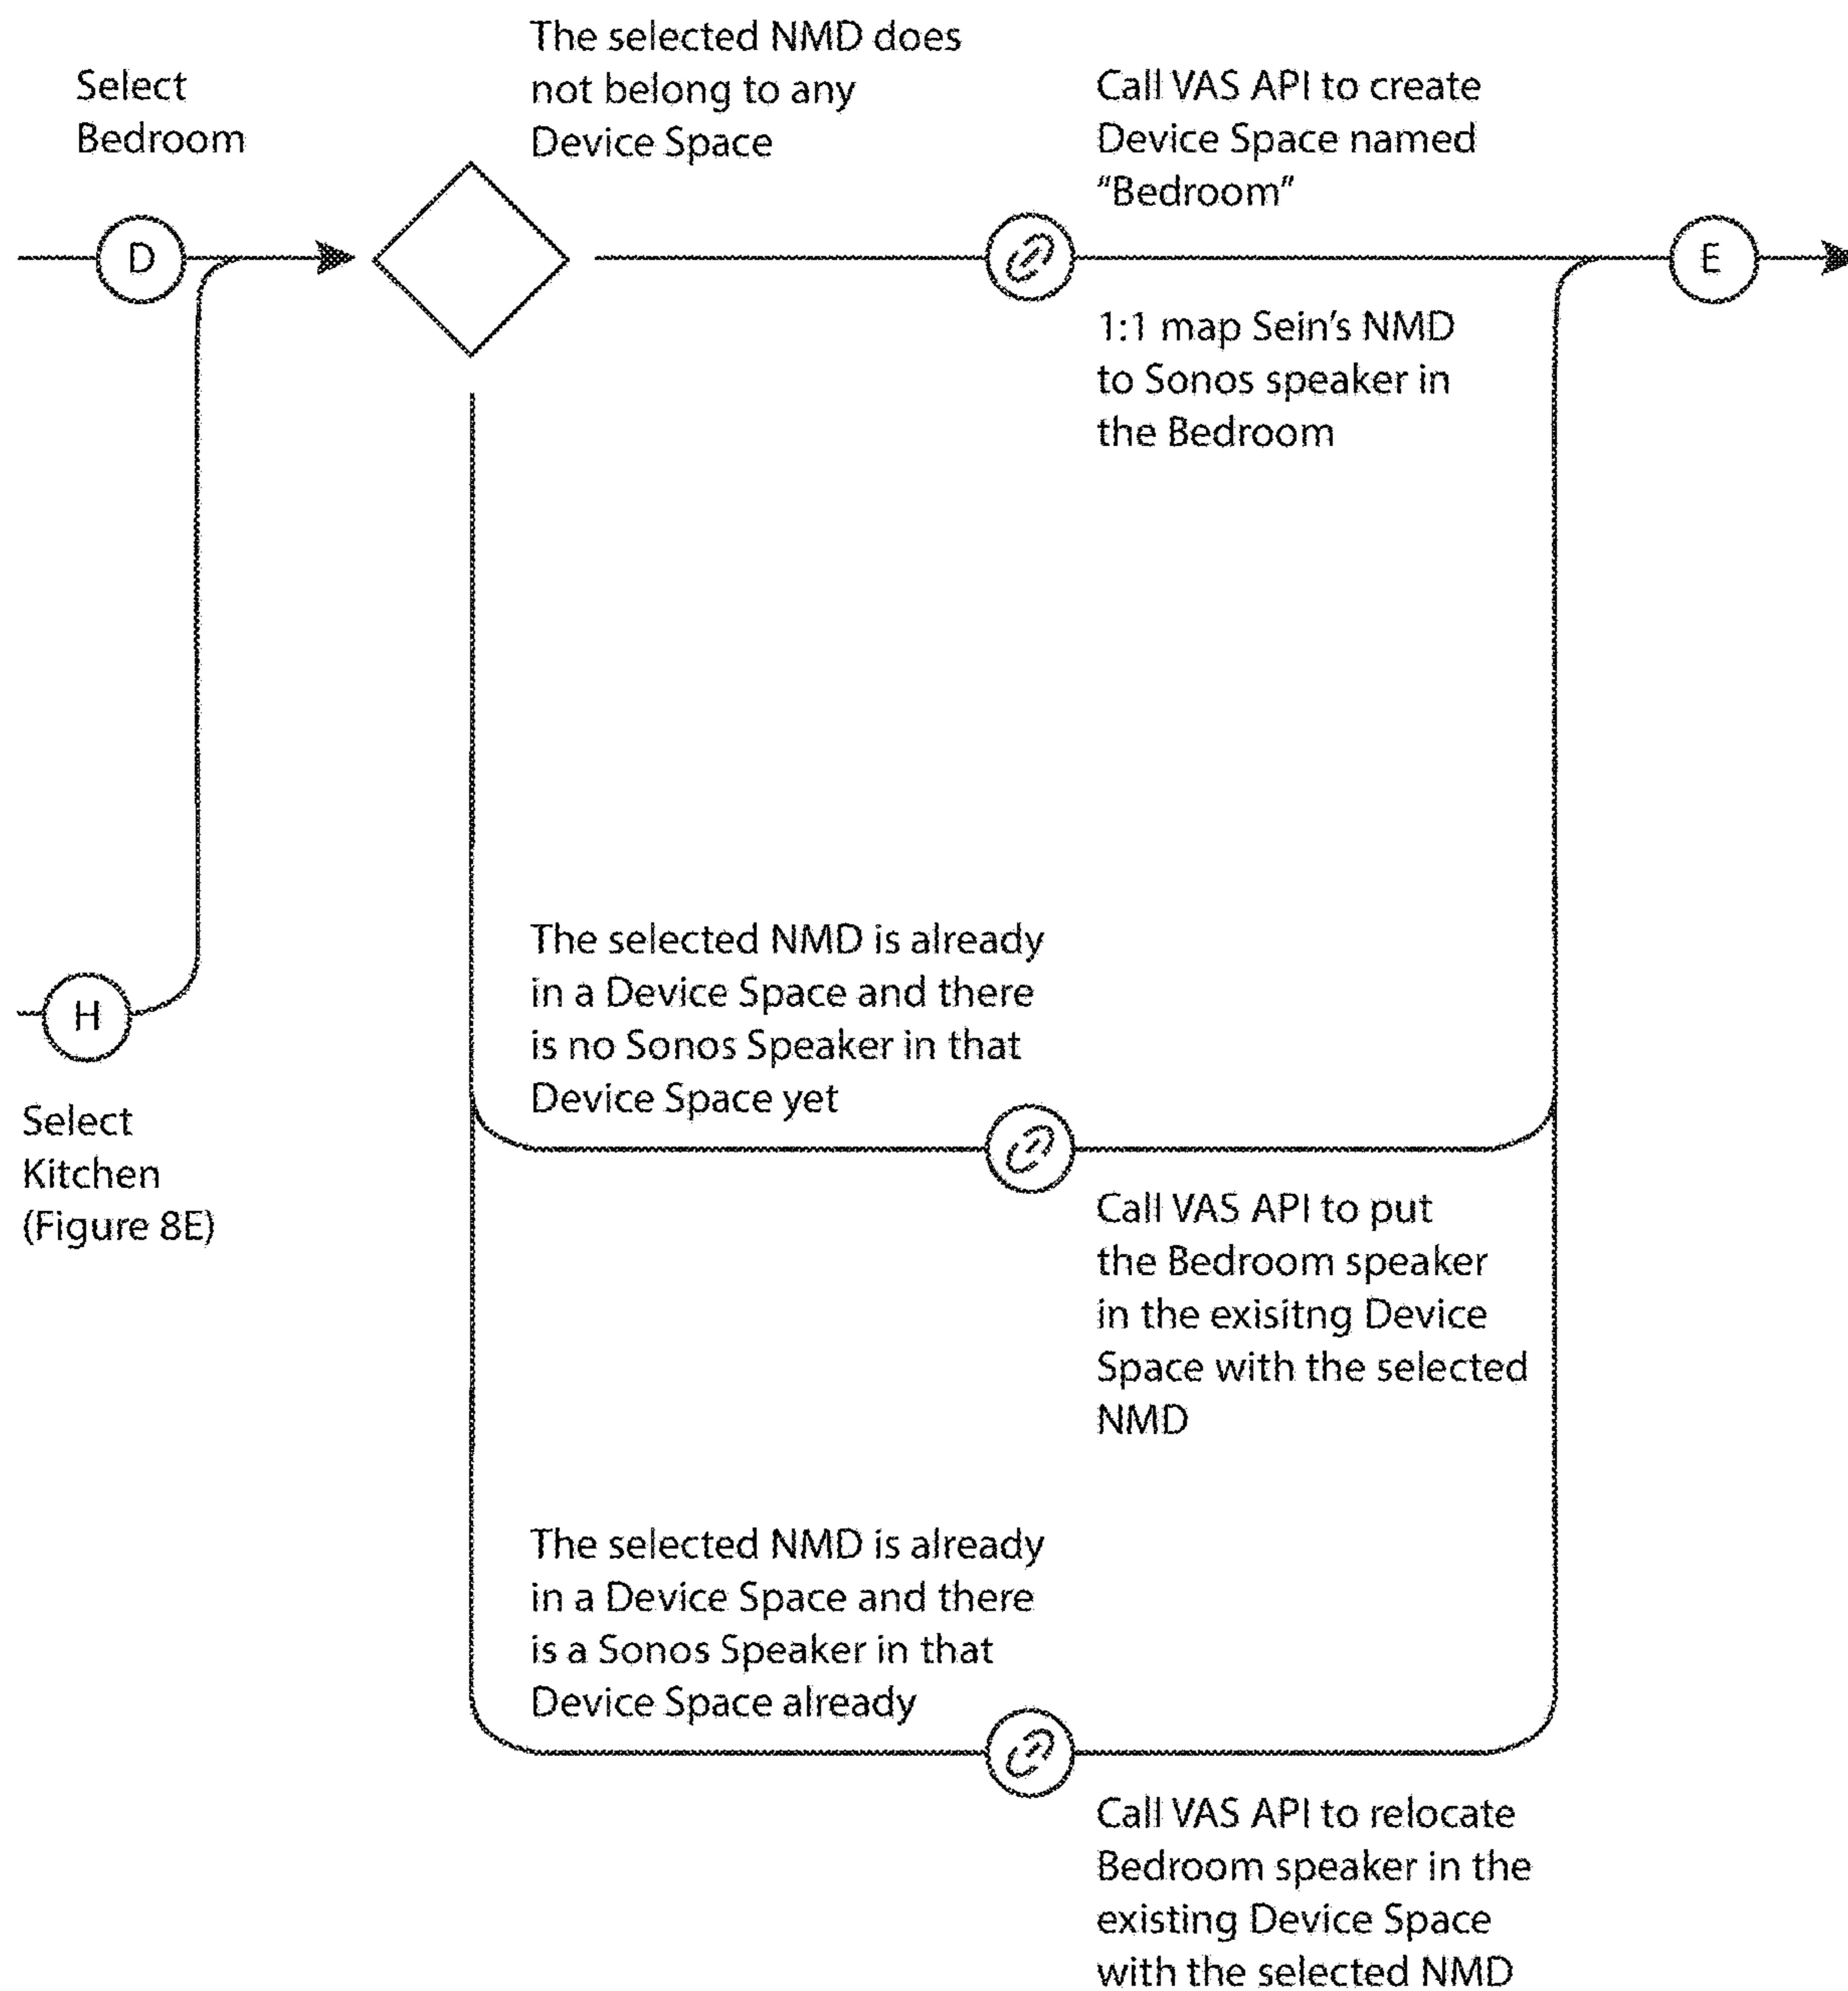 The selected NMD does
not belong to any
Device Space
Select
Bedroom
Call VAS API to create
Device Space named
“Bedroom”
D
E
1:1 map Sein’s NMD
to Sonos speaker in
the Bedroom
The selected NMD is already
in a Device Space and there
is no Sonos Speaker in that
Device Space yet
H
Select
Kitchen
(Figure 8E)
Call VAS API to put
the Bedroom speaker
in the exisitng Device
Space with the selected
NMD
The selected NMD is already
in a Device Space and there
is a Sonos Speaker in that
Device Space already
Call VAS API to relocate
Bedroom speaker in the
existing Device Space
with the selected NMD